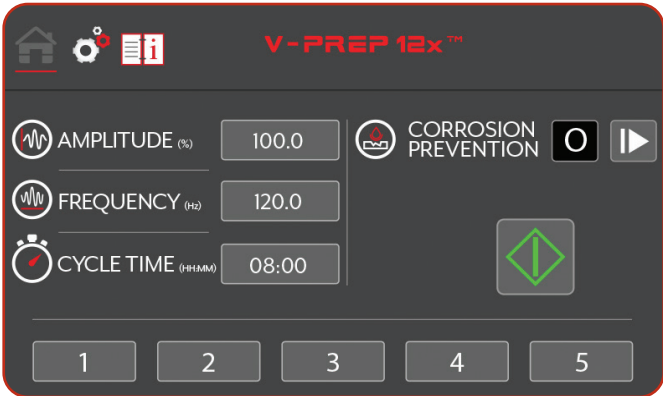 i
V-PREP 12x™
AMPLITUDE (%) 100.0
FREQUENCY (Hz) 120.0
CYCLE TIME (HH:MM) 08:00
CORROSION
PREVENTION O
1 2 3 4 5